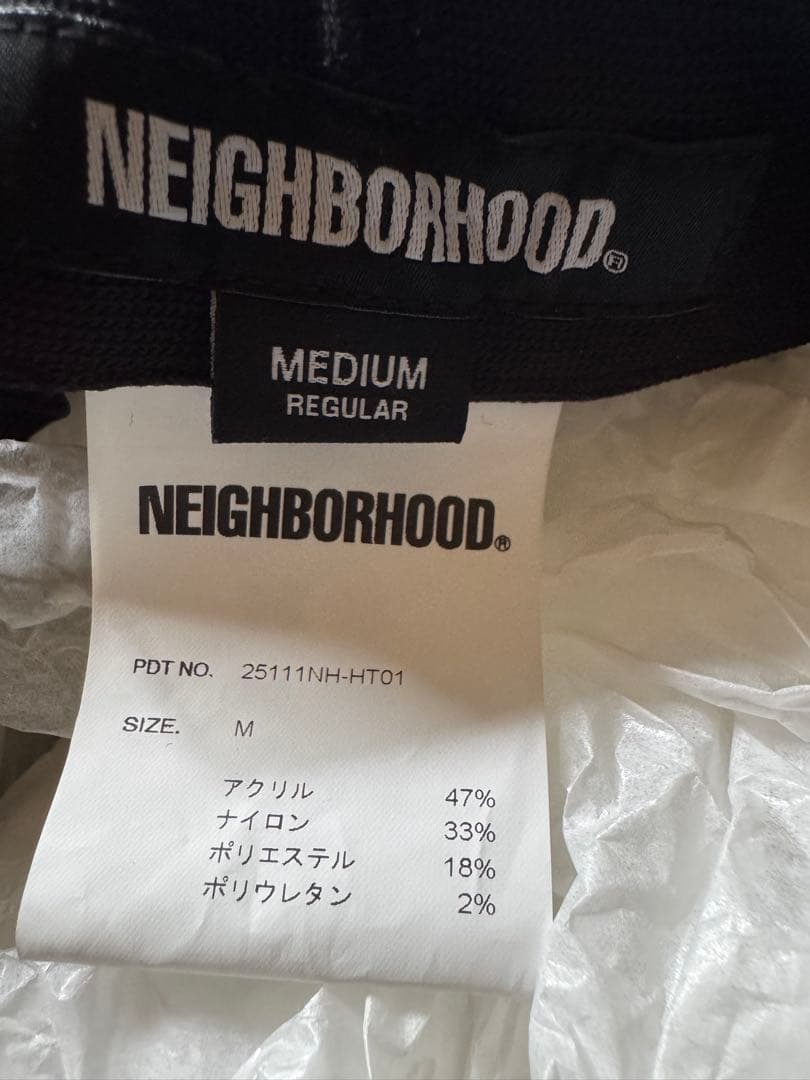 NEIGHBORHOOD®
MEDIUM
REGULAR
NEIGHBORHOOD®
PDT NO. 25111NH-HT01
SIZE. M
アクリル 47%
ナイロン 33%
ポリエステル 18%
ポリウレタン 2%